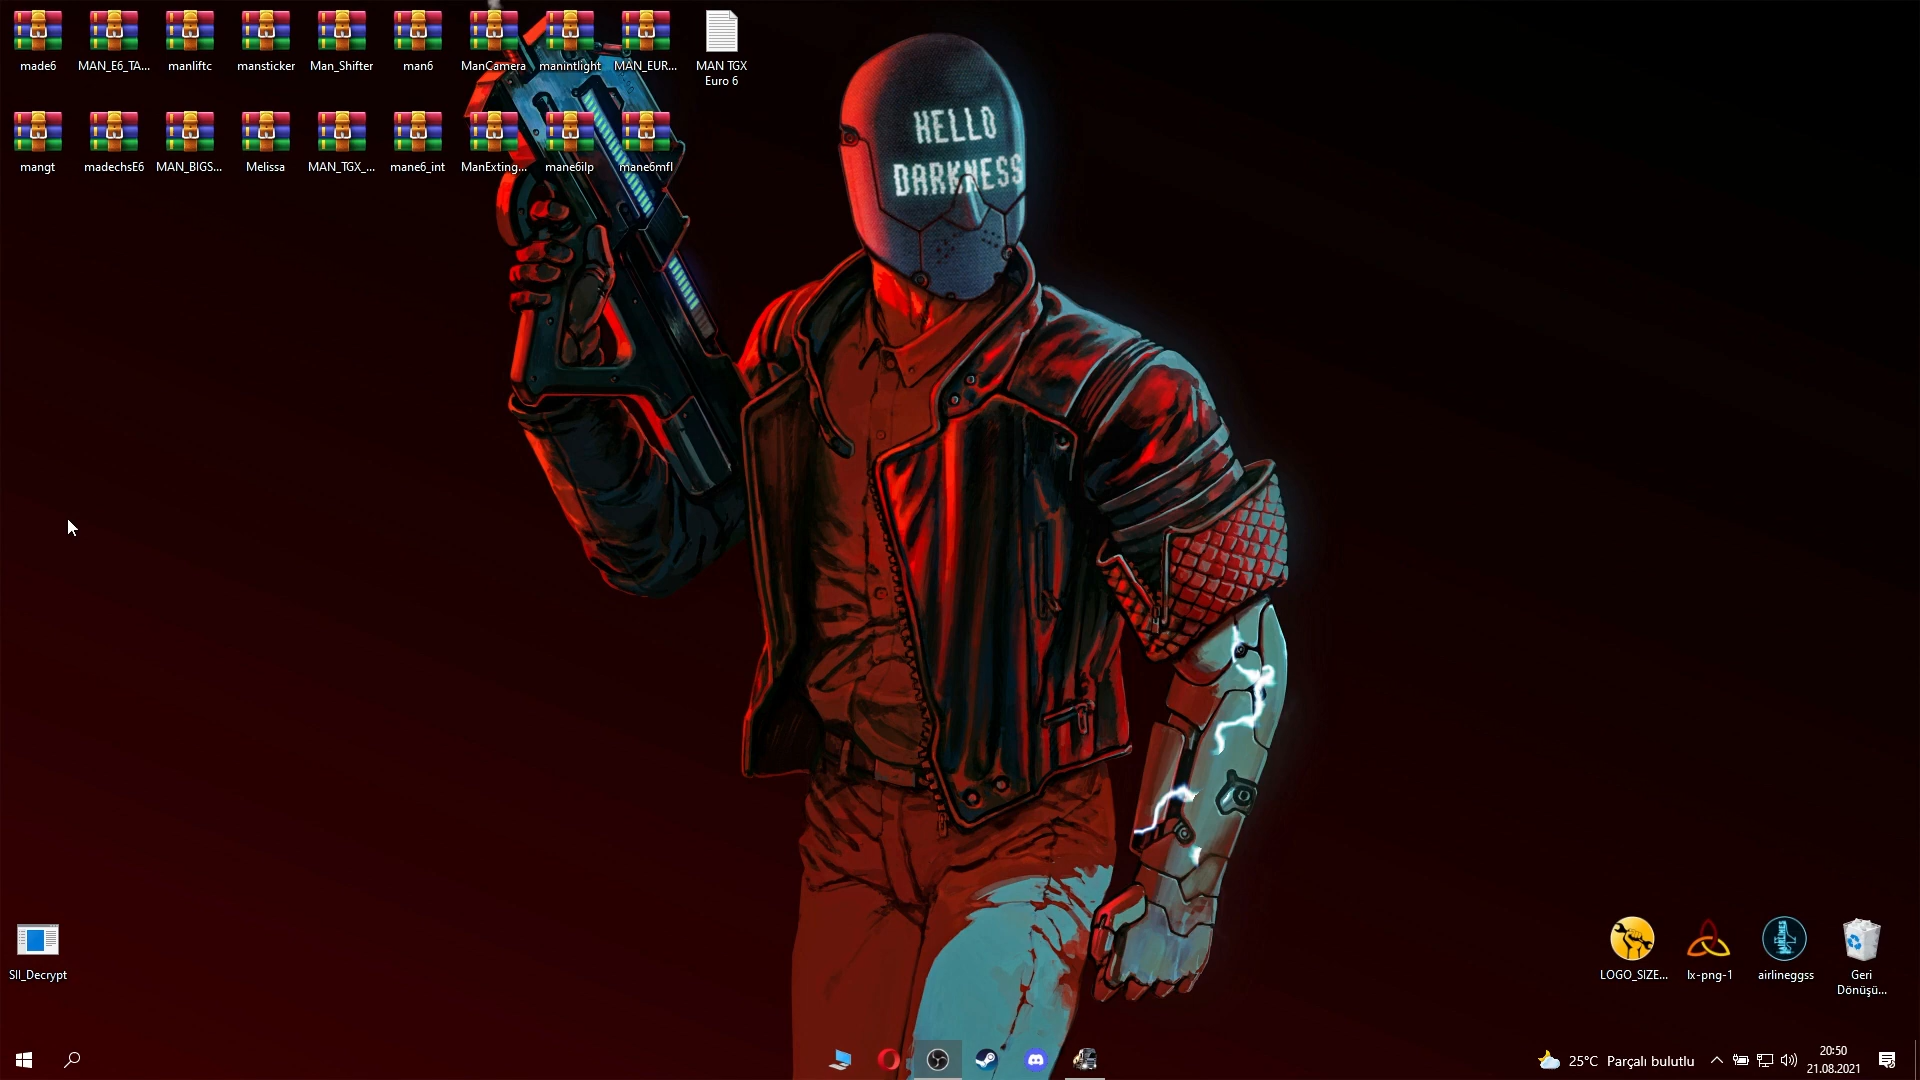 made6
MAN_E6_TA...
manliftc
mansticker
Man_Shifter
man6
ManCamera
manintlight
MAN_EUR...
MAN TGX
Euro 6
mangt
madechsE6
MAN_BIGS...
Melissa
MAN_TGX_...
mane6_int
ManExting...
mane6ilp
mane6mfl
HELLO
DARKNESS
SII_Decrypt
LOGO_SIZE...
lx-png-1
airlineggss
Geri
Dönüşü...
25°C Parçalı bulutlu
20:50
21.08.2021